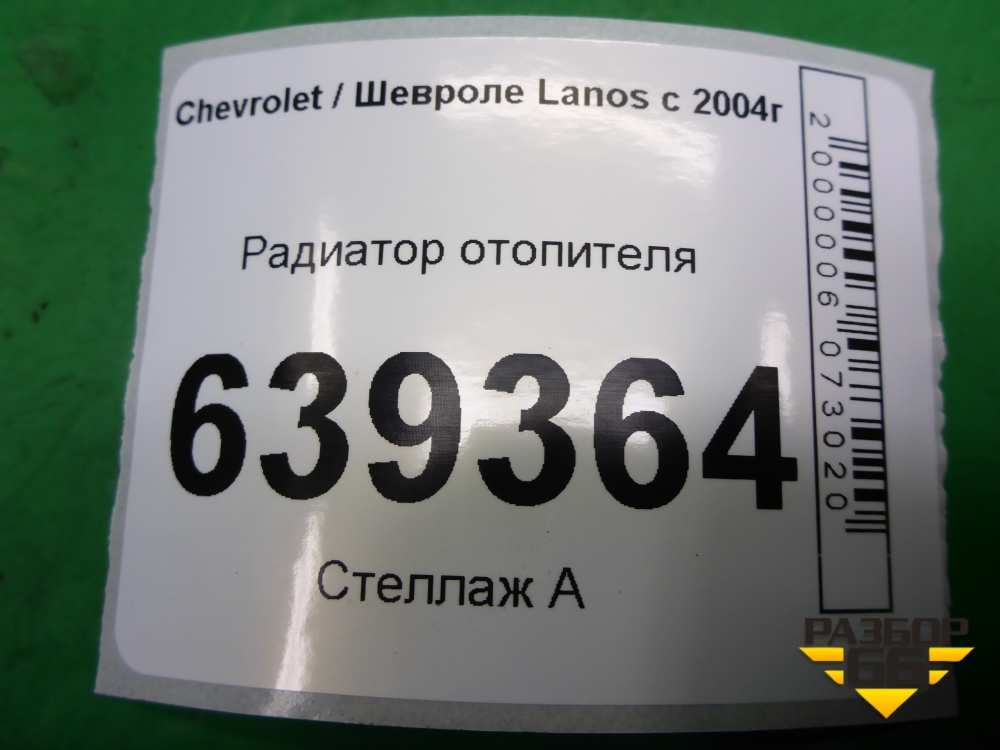 Chevrolet / Шевроле Lanos с 2004г
Радиатор отопителя
639364
Стеллаж А
2000006073020
РАЗБОР
66